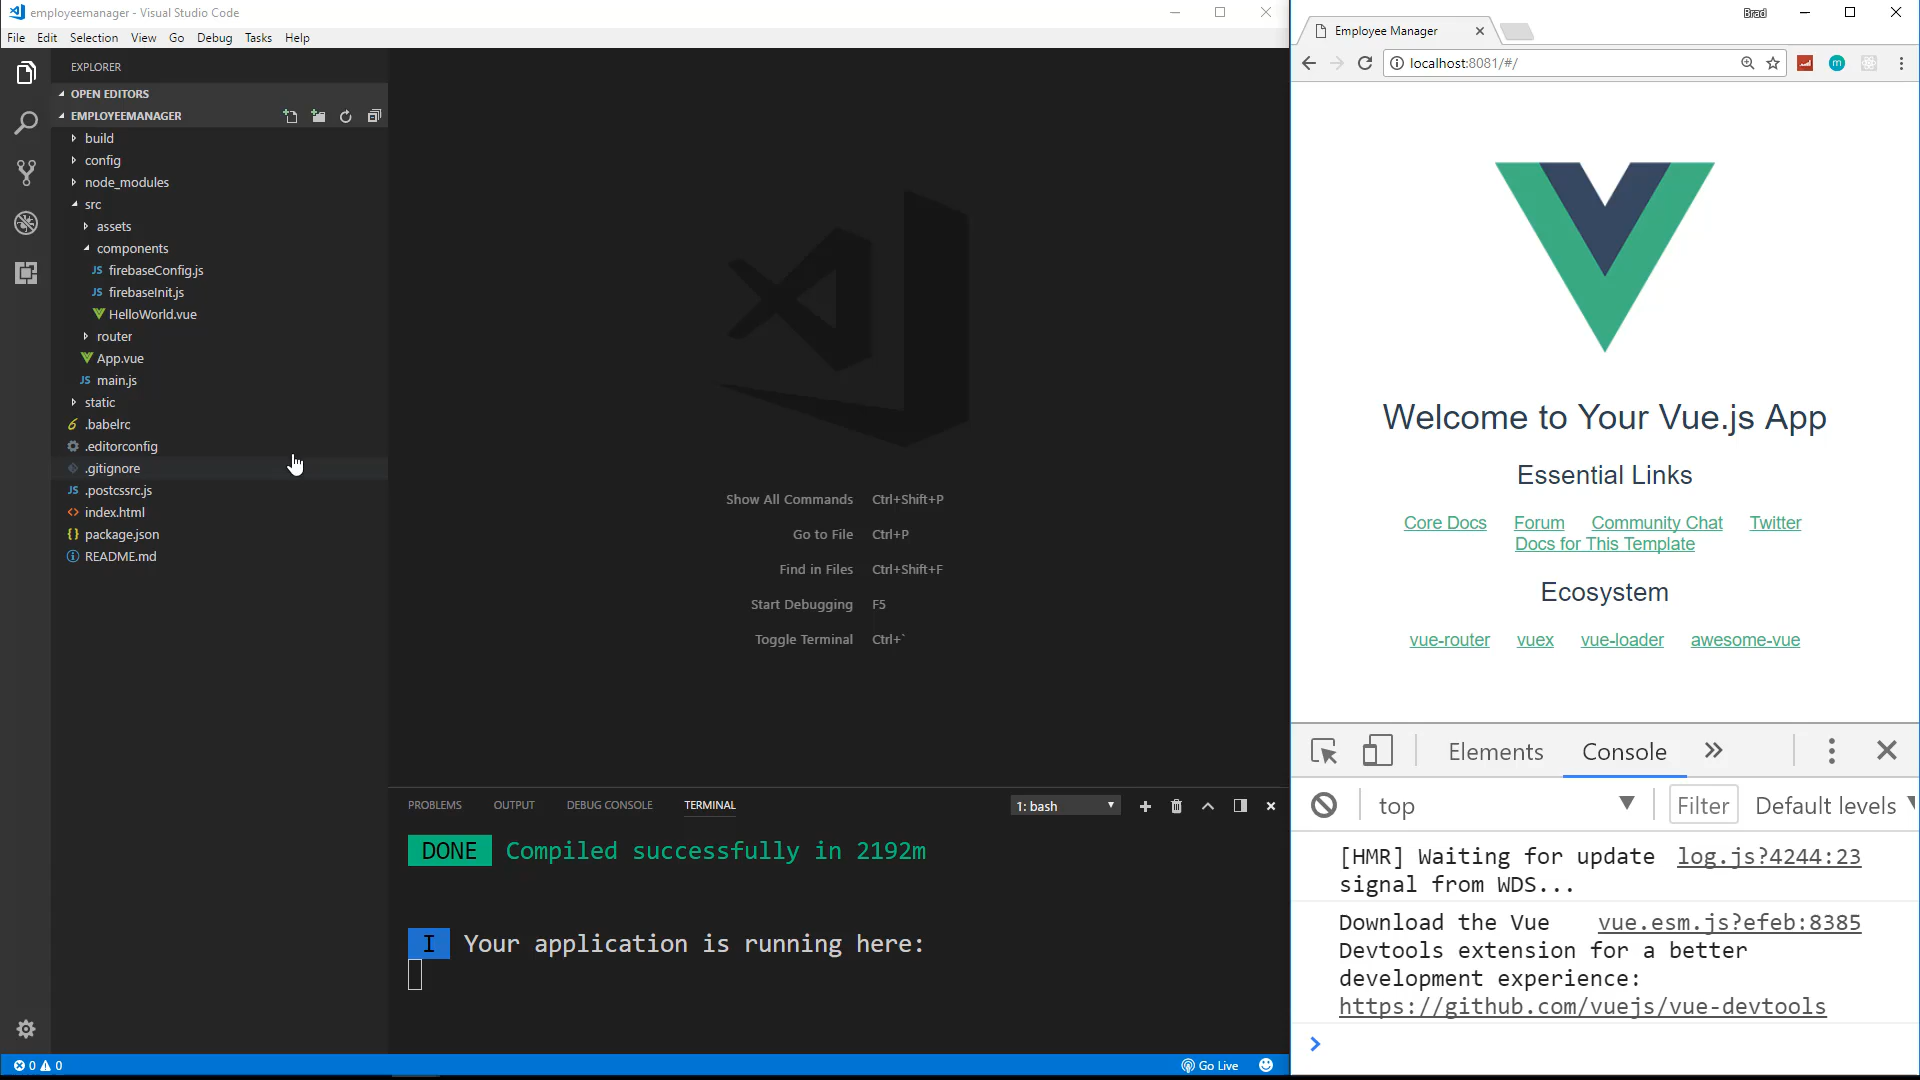 employeemanager - Visual Studio Code
File Edit Selection View Go Debug Tasks Help
EXPLORER
OPEN EDITORS
EMPLOYEEMANAGER
build
config
node_modules
src
assets
components
JS firebaseConfig.js
JS firebaseInit.js
HelloWorld.vue
router
App.vue
JS main.js
static
.babelrc
.editorconfig
.gitignore
JS .postcssrc.js
index.html
package.json
README.md
Show All Commands Ctrl+Shift+P
Go to File Ctrl+P
Find in Files Ctrl+Shift+F
Start Debugging F5
Toggle Terminal Ctrl+`
PROBLEMS OUTPUT DEBUG CONSOLE TERMINAL
1: bash
DONE Compiled successfully in 2192m
I Your application is running here:
0 0
Go Live
Brad
Employee Manager
localhost:8081/#/
m
Welcome to Your Vue.js App
Essential Links
Core Docs Forum Community Chat Twitter
Docs for This Template
Ecosystem
vue-router vuex vue-loader awesome-vue
Elements Console
top Filter Default levels
[HMR] Waiting for update log.js?4244:23
signal from WDS...
Download the Vue vue.esm.js?efeb:8385
Devtools extension for a better
development experience:
https://github.com/vuejs/vue-devtools